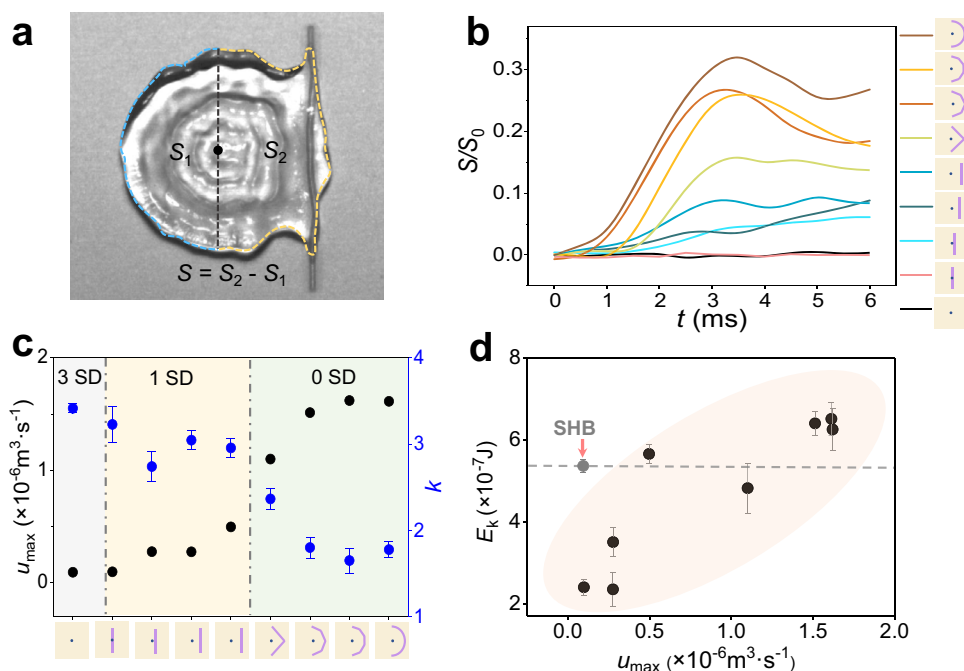 a
S1
S2
S = S2 - S1
b
S/S0
0.3
0.2
0.1
0.0
0 1 2 3 4 5 6
t (ms)
c
3 SD 1 SD 0 SD
2
1
0
umax (×10-6m3·s-1)
4
3
2
1
k
d
8
6
4
2
Ek (×10-7J)
SHB
0.0 0.5 1.0 1.5 2.0
umax (×10-6m3·s-1)